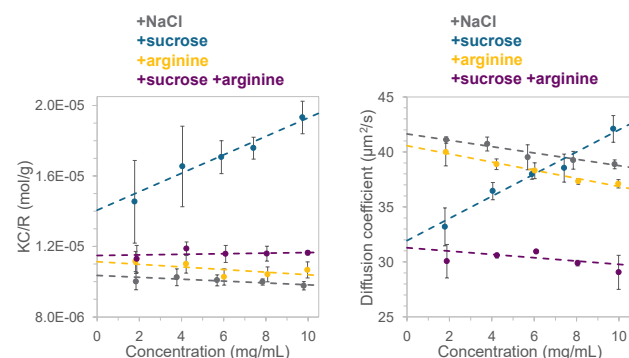 +NaCl
+sucrose
+arginine
+sucrose +arginine
KC/R (mol/g)
2.0E-05
1.6E-05
1.2E-05
8.0E-06
0 2 4 6 8 10
Concentration (mg/mL)
+NaCl
+sucrose
+arginine
+sucrose +arginine
Diffusion coefficient (µm²/s)
45
40
35
30
25
0 2 4 6 8 10
Concentration (mg/mL)